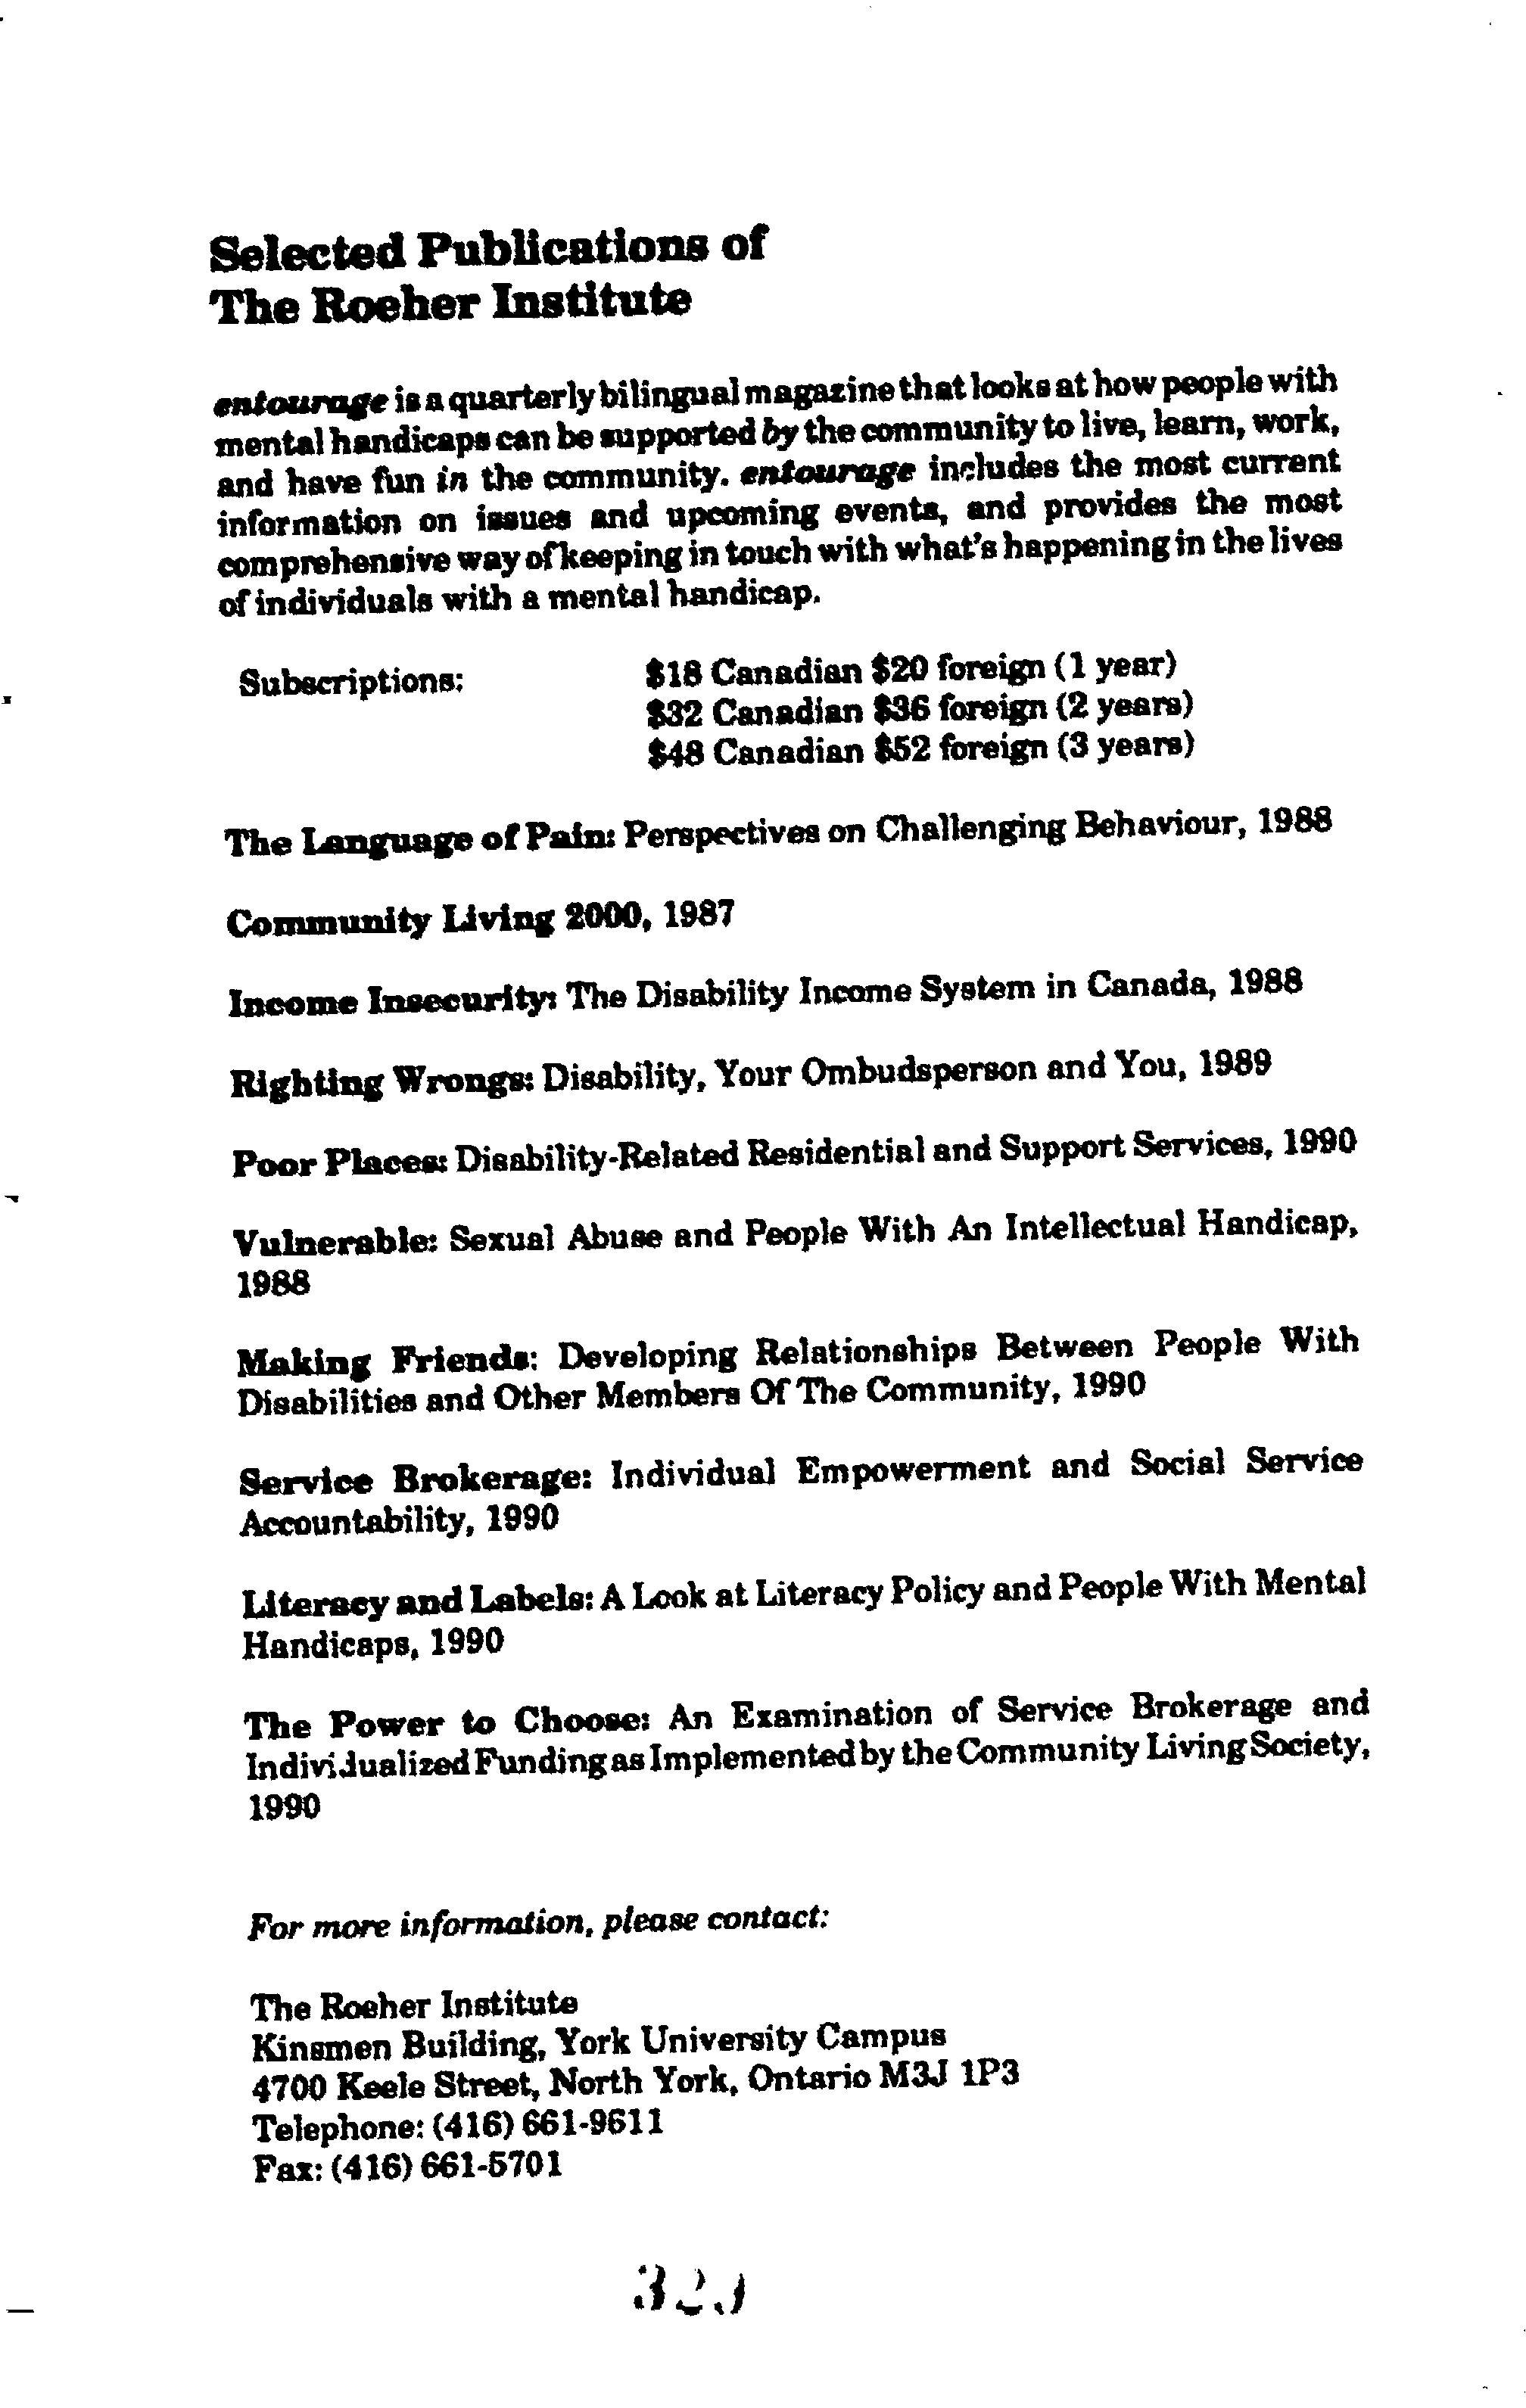 Selected Publications of
The Roeher Institute
entourage is a quarterly bilingual magazine that looks at how people with
mental handicaps can be supported by the community to live, learn, work,
and have fun in the community. entourage includes the most current
information on issues and upcoming events, and provides the most
comprehensive way of keeping in touch with what's happening in the lives
of individuals with a mental handicap.
Subscriptions: $18 Canadian $20 foreign (1 year)
$32 Canadian $36 foreign (2 years)
$48 Canadian $52 foreign (3 years)
The Language of Pain: Perspectives on Challenging Behaviour, 1988
Community Living 2000, 1987
Income Insecurity: The Disability Income System in Canada, 1988
Righting Wrongs: Disability, Your Ombudsperson and You, 1989
Poor Places: Disability-Related Residential and Support Services, 1990
Vulnerable: Sexual Abuse and People With An Intellectual Handicap,
1988
Making Friends: Developing Relationships Between People With
Disabilities and Other Members Of The Community, 1990
Service Brokerage: Individual Empowerment and Social Service
Accountability, 1990
Literacy and Labels: A Look at Literacy Policy and People With Mental
Handicaps, 1990
The Power to Choose: An Examination of Service Brokerage and
Individualized Funding as Implemented by the Community Living Society,
1990
For more information, please contact:
The Roeher Institute
Kinsmen Building, York University Campus
4700 Keele Street, North York, Ontario M3J 1P3
Telephone: (416) 661-9611
Fax: (416) 661-5701